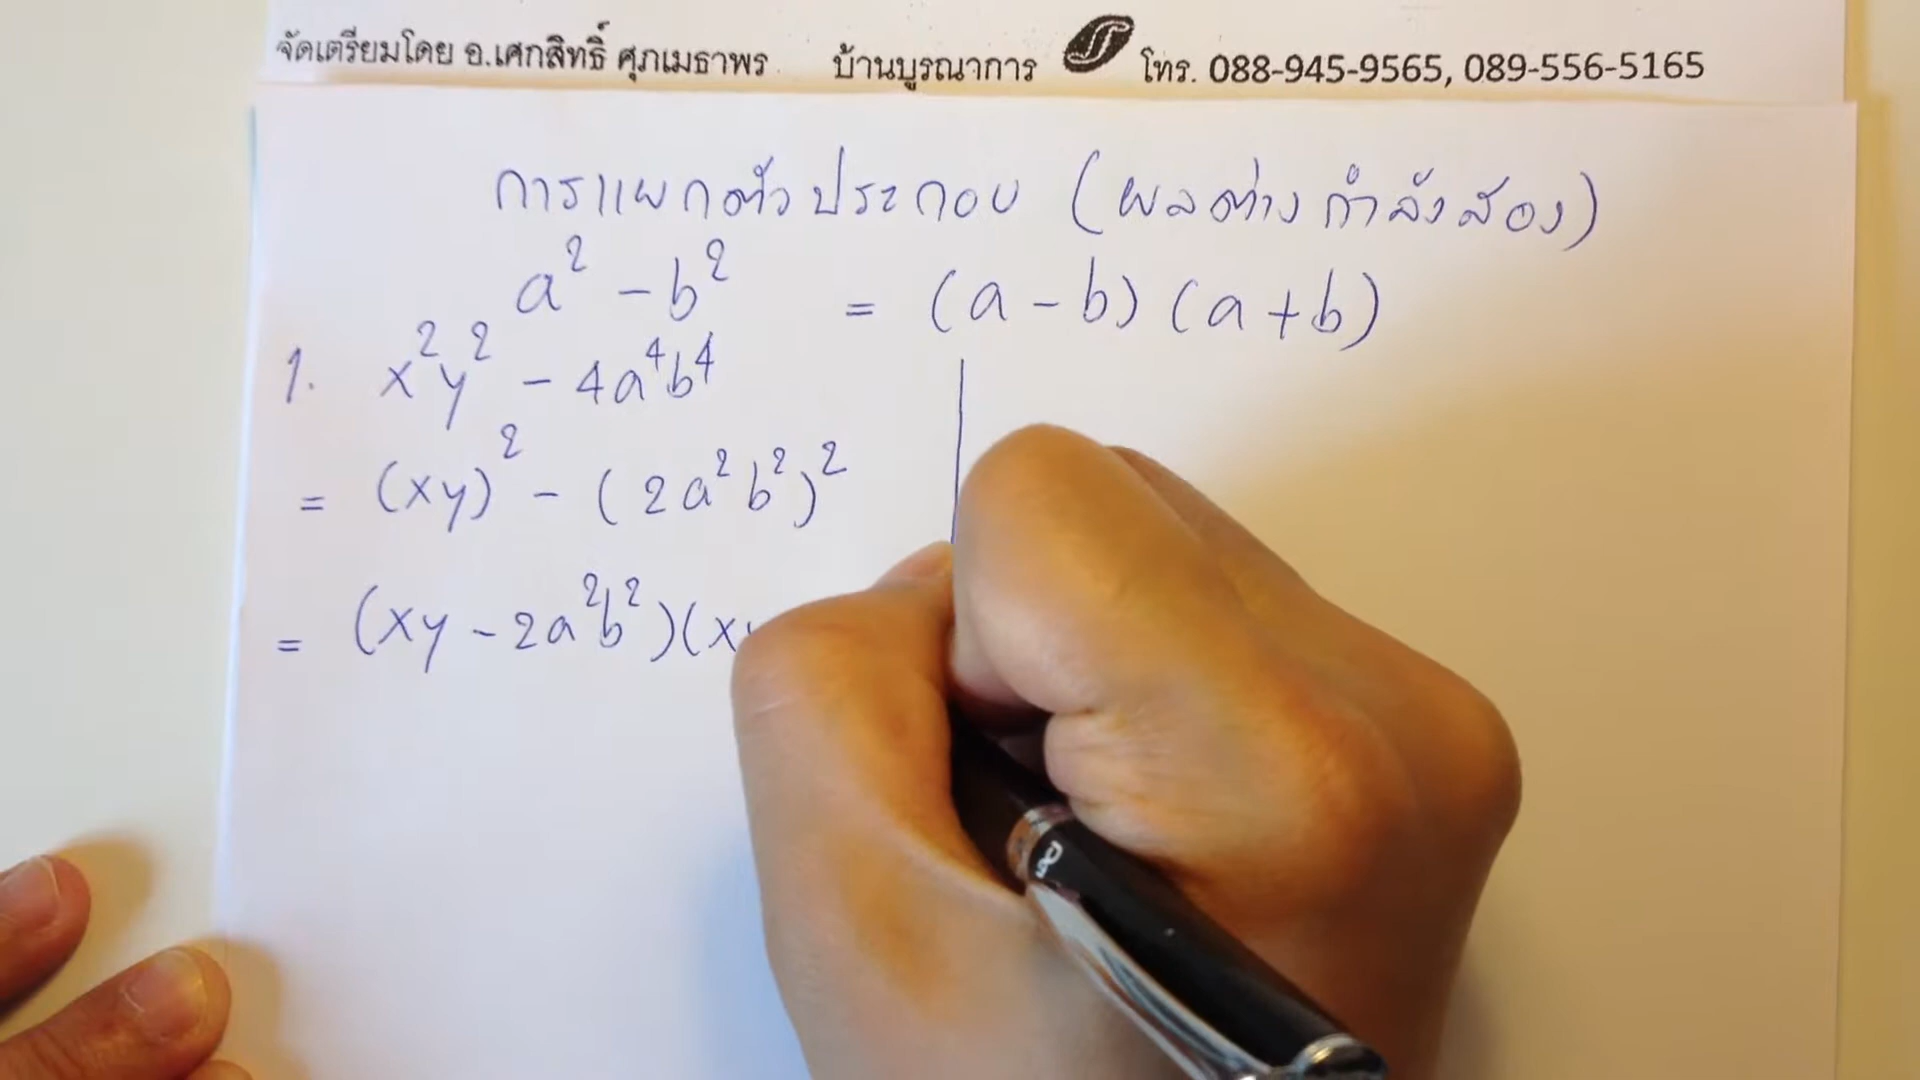 จัดเตรียมโดย อ.เศกสิทธิ์ ศุภเมธาพร บ้านบูรณาการ โทร. 088-945-9565, 089-556-5165
การแยกตัวประกอบ (ผลต่างกำลังสอง)
a² - b² = (a - b) (a + b)
1. x²y² - 4a⁴b⁴
= (xy)² - (2a²b²)²
= (xy - 2a²b²)(xy